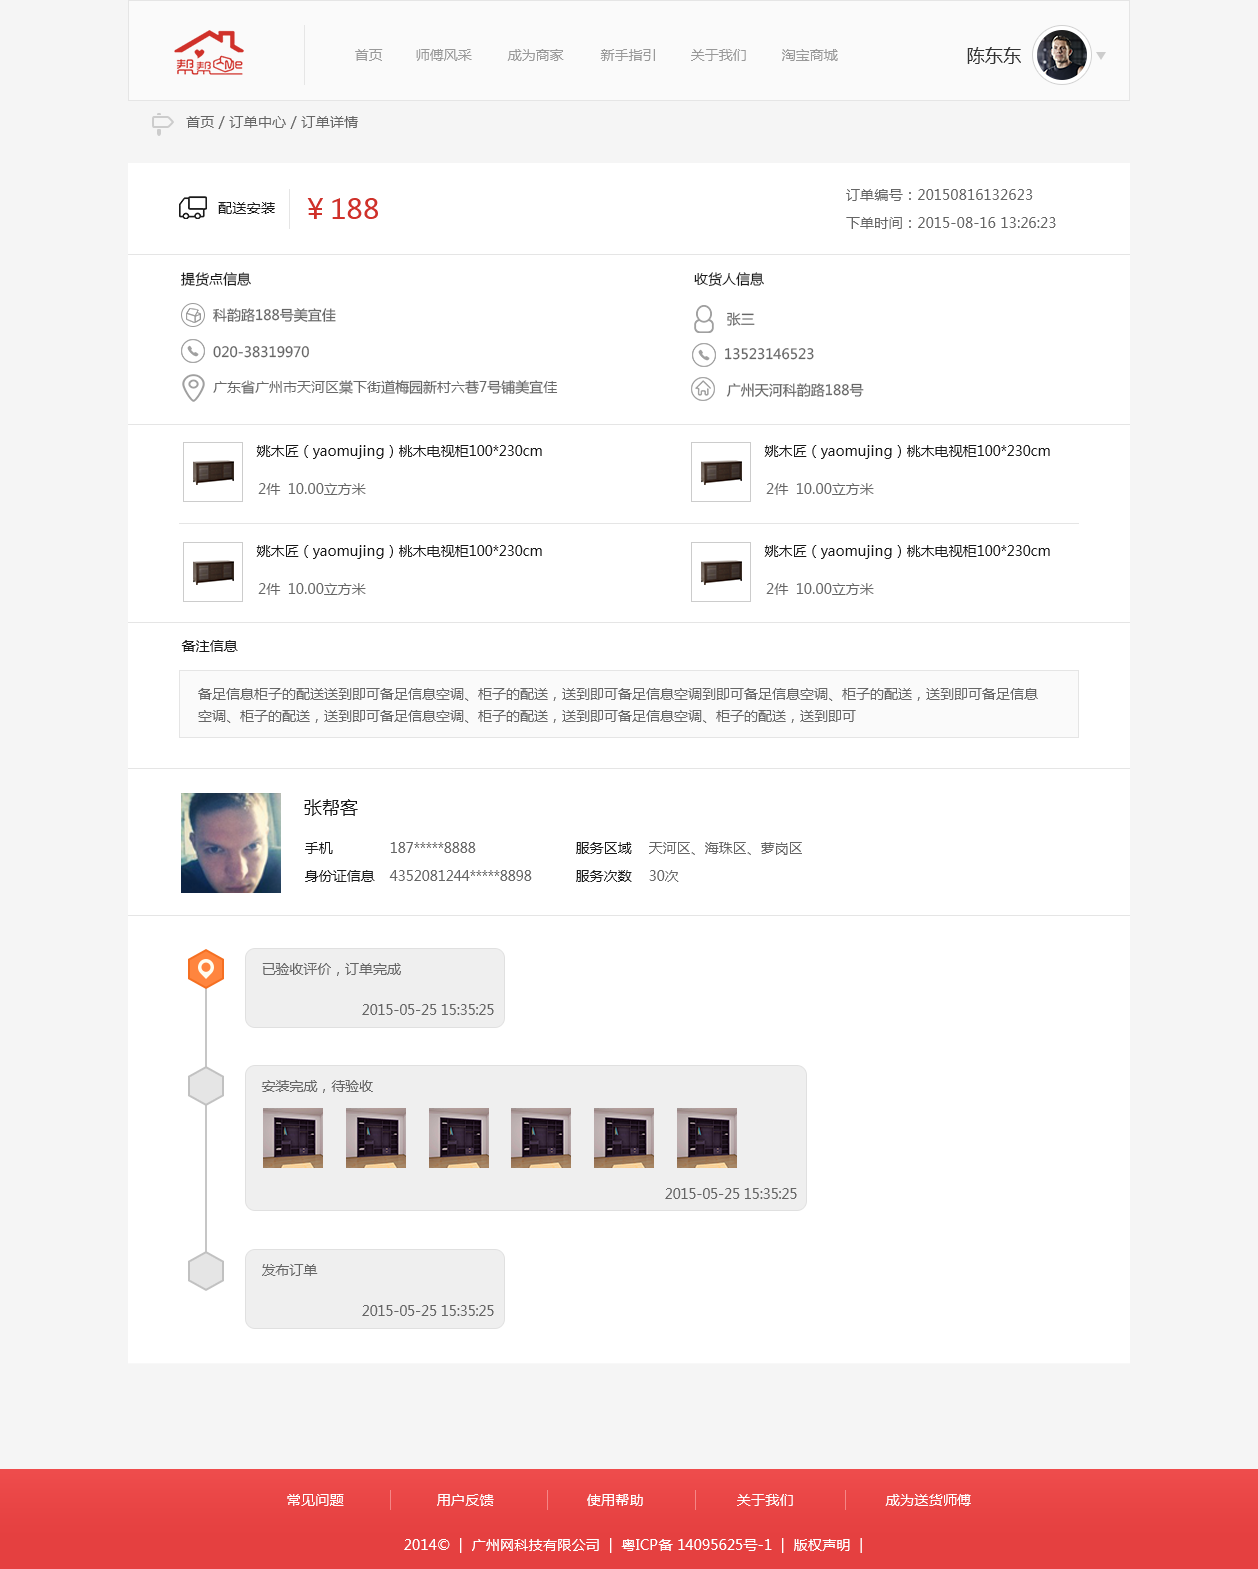 帮帮Me
首页 师傅风采 成为商家 新手指引 关于我们 淘宝商城 陈东东
首页 / 订单中心 / 订单详情
配送安装 ¥ 188
订单编号：20150816132623
下单时间：2015-08-16 13:26:23
提货点信息
科韵路188号美宜佳
020-38319970
广东省广州市天河区棠下街道梅园新村六巷7号铺美宜佳
收货人信息
张三
13523146523
广州天河科韵路188号
姚木匠（yaomujing）桃木电视柜100*230cm
2件 10.00立方米
姚木匠（yaomujing）桃木电视柜100*230cm
2件 10.00立方米
姚木匠（yaomujing）桃木电视柜100*230cm
2件 10.00立方米
姚木匠（yaomujing）桃木电视柜100*230cm
2件 10.00立方米
备注信息
备足信息柜子的配送送到即可备足信息空调、柜子的配送，送到即可备足信息空调到即可备足信息空调、柜子的配送，送到即可备足信息
空调、柜子的配送，送到即可备足信息空调、柜子的配送，送到即可备足信息空调、柜子的配送，送到即可
张帮客
手机 187*****8888 服务区域 天河区、海珠区、萝岗区
身份证信息 4352081244*****8898 服务次数 30次
已验收评价，订单完成
2015-05-25 15:35:25
安装完成，待验收
2015-05-25 15:35:25
发布订单
2015-05-25 15:35:25
常见问题 用户反馈 使用帮助 关于我们 成为送货师傅
2014© | 广州网科技有限公司 | 粤ICP备 14095625号-1 | 版权声明 |